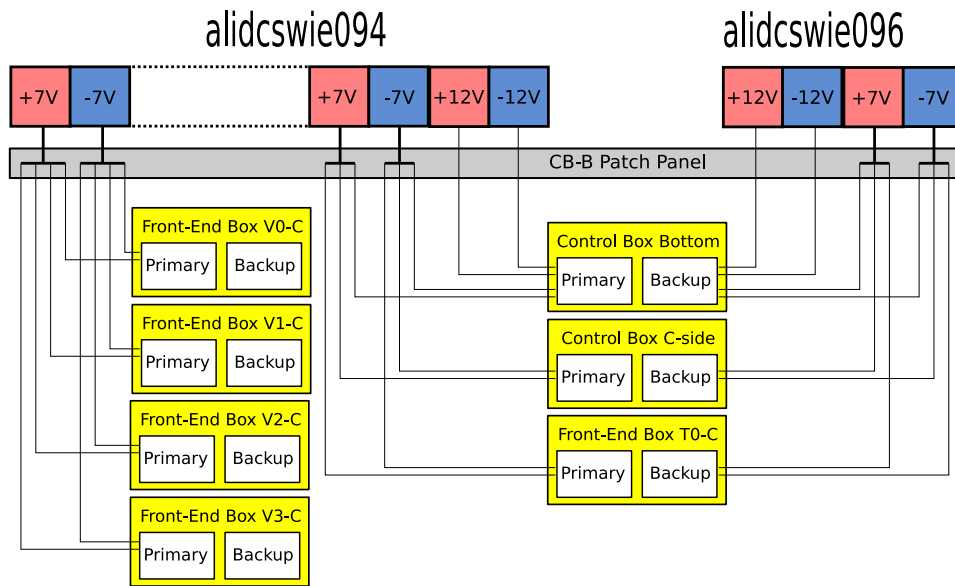 alidcswie094
alidcswie096
+7V -7V +7V -7V +12V -12V +12V -12V +7V -7V
CB-B Patch Panel
Front-End Box V0-C
Primary Backup
Front-End Box V1-C
Primary Backup
Front-End Box V2-C
Primary Backup
Front-End Box V3-C
Primary Backup
Control Box Bottom
Primary Backup
Control Box C-side
Primary Backup
Front-End Box T0-C
Primary Backup